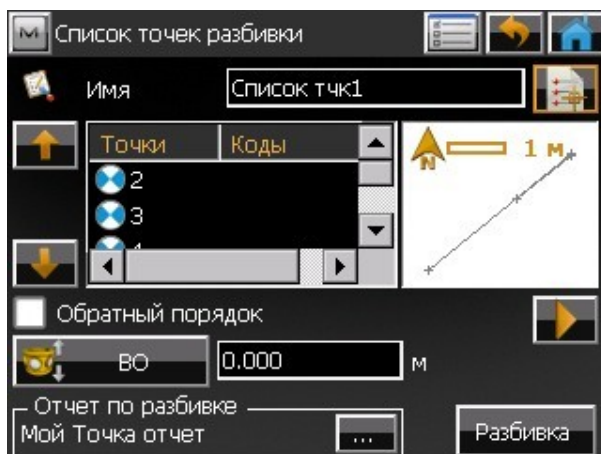 Список точек разбивки
Имя Список тчк1
Точки Коды
2
3
N 1 м
Обратный порядок
ВО 0.000 м
Отчет по разбивке
Мой Точка отчет ... Разбивка